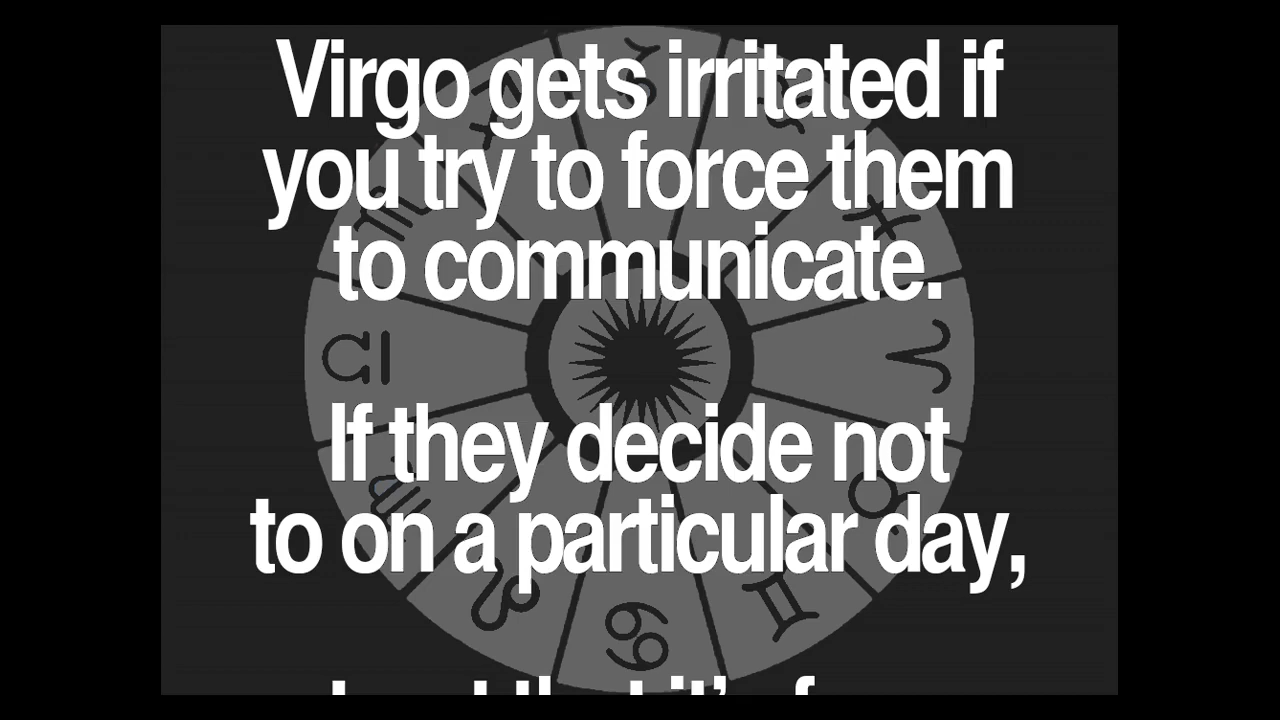 Virgo gets irritated if
you try to force them
to communicate.
If they decide not
to on a particular day,